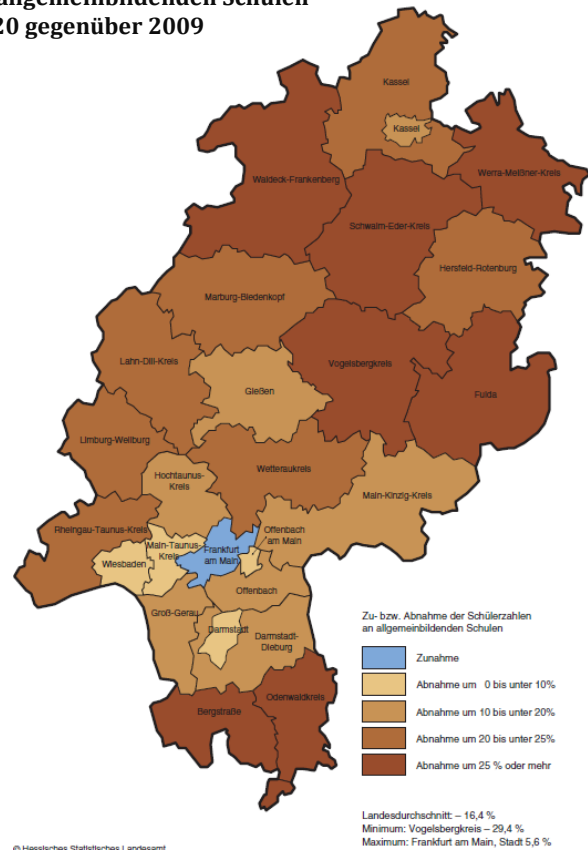 allgemeinbildenden Schulen
20 gegenüber 2009
Kassel
Kassel
Waldeck-Frankenberg
Werra-Meißner-Kreis
Schwalm-Eder-Kreis
Hersfeld-Rotenburg
Marburg-Biedenkopf
Lahn-Dill-Kreis
Vogelsbergkreis
Gießen
Fulda
Limburg-Weilburg
Wetteraukreis
Hochtaunus-
Kreis
Main-Kinzig-Kreis
Rheingau-Taunus-Kreis
Offenbach
am Main
Main-Taunus-
Kreis
Frankfurt
am Main
Wiesbaden
Offenbach
Groß-Gerau
Darmstadt
Darmstadt-
Dieburg
Odenwaldkreis
Bergstraße
Zu- bzw. Abnahme der Schülerzahlen
an allgemeinbildenden Schulen
Zunahme
Abnahme um 0 bis unter 10%
Abnahme um 10 bis unter 20%
Abnahme um 20 bis unter 25%
Abnahme um 25 % oder mehr
Landesdurchschnitt: – 16,4 %
Minimum: Vogelsbergkreis – 29,4 %
Maximum: Frankfurt am Main, Stadt 5,6 %
© Hessisches Statistisches Landesamt